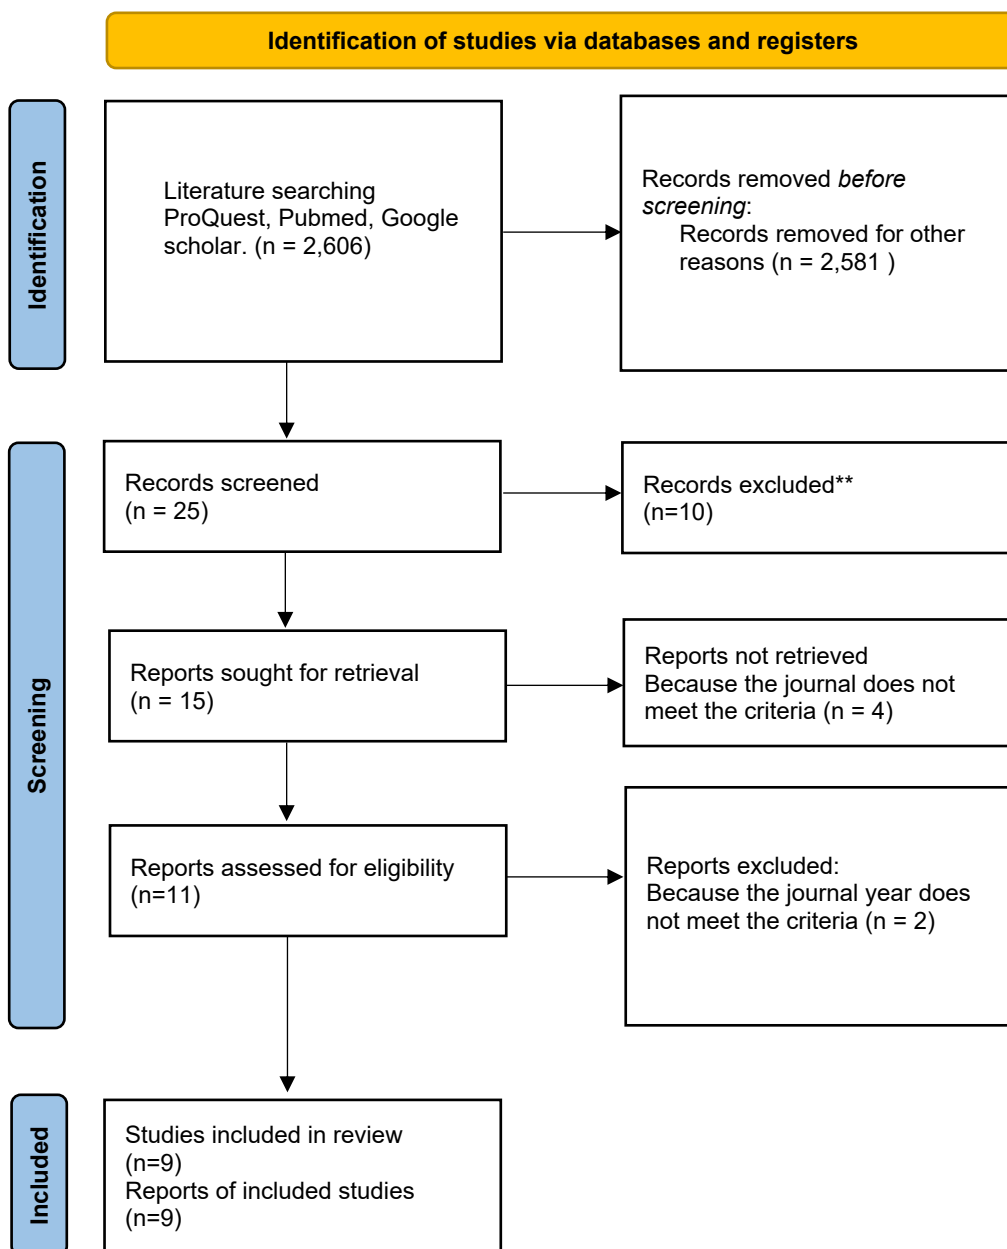 Identification of studies via databases and registers
Identification
Literature searching
ProQuest, Pubmed, Google
scholar. (n = 2,606)
Records removed before
screening:
Records removed for other
reasons (n = 2,581 )
Screening
Records screened
(n = 25)
Records excluded**
(n=10)
Reports sought for retrieval
(n = 15)
Reports not retrieved
Because the journal does not
meet the criteria (n = 4)
Reports assessed for eligibility
(n=11)
Reports excluded:
Because the journal year does
not meet the criteria (n = 2)
Included
Studies included in review
(n=9)
Reports of included studies
(n=9)